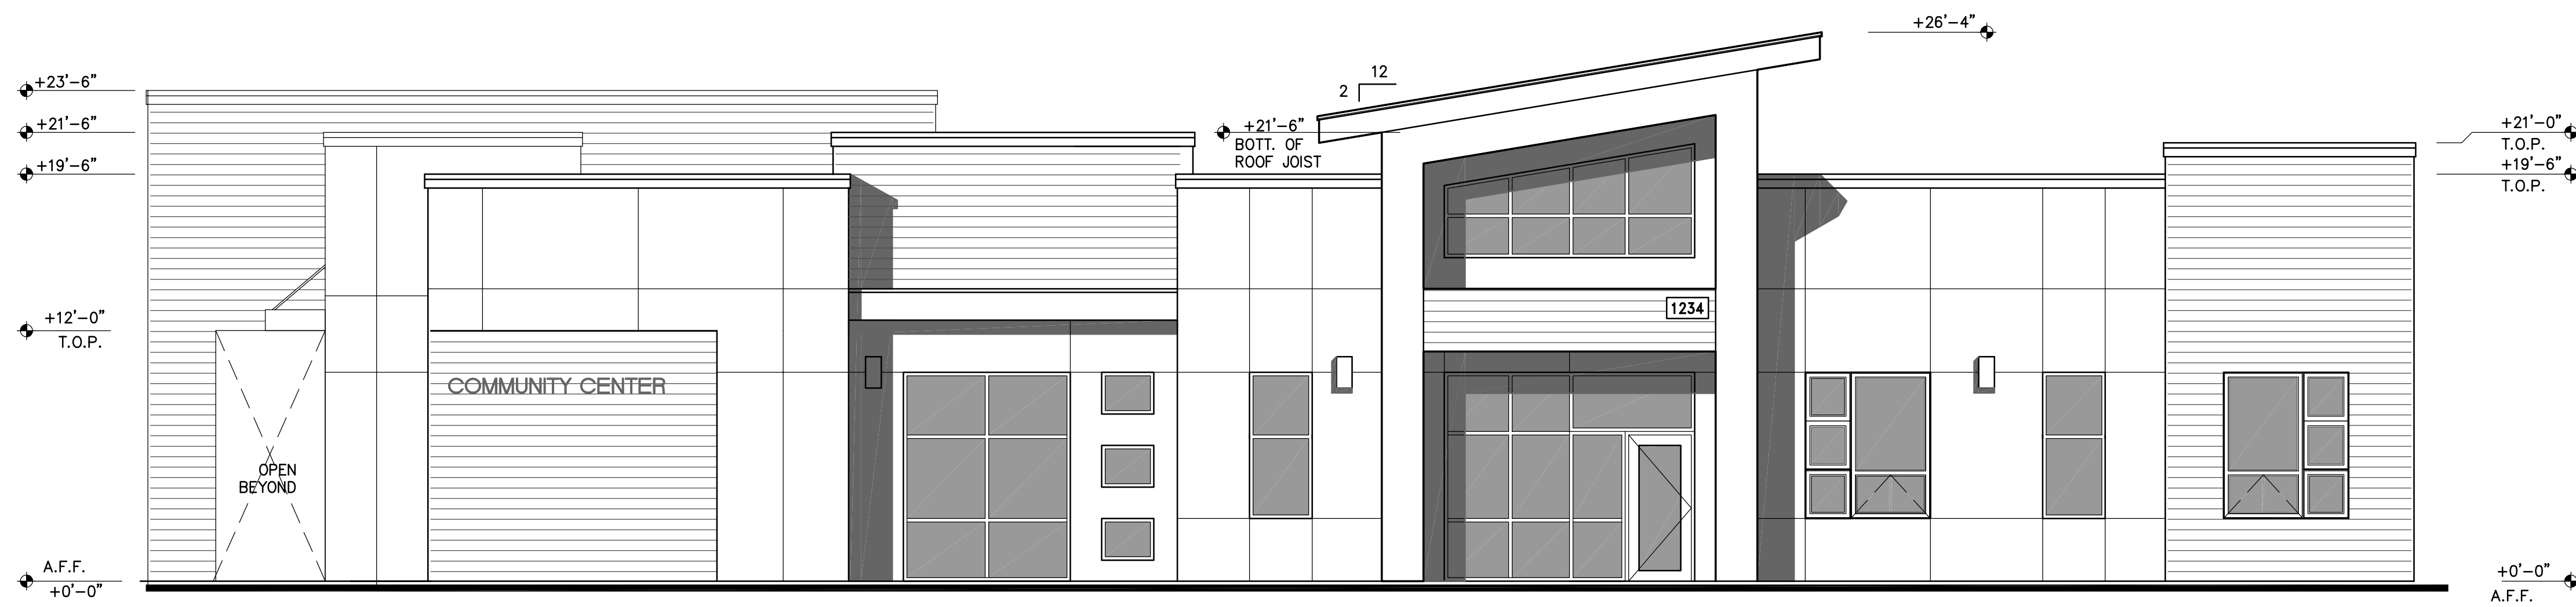 +26'-4"
+23'-6"
+21'-6"
+19'-6"
12
2
+21'-6"
BOTT. OF
ROOF JOIST
+21'-0"
T.O.P.
+19'-6"
T.O.P.
+12'-0"
T.O.P.
1234
COMMUNITY CENTER
OPEN
BEYOND
A.F.F.
+0'-0"
+0'-0"
A.F.F.